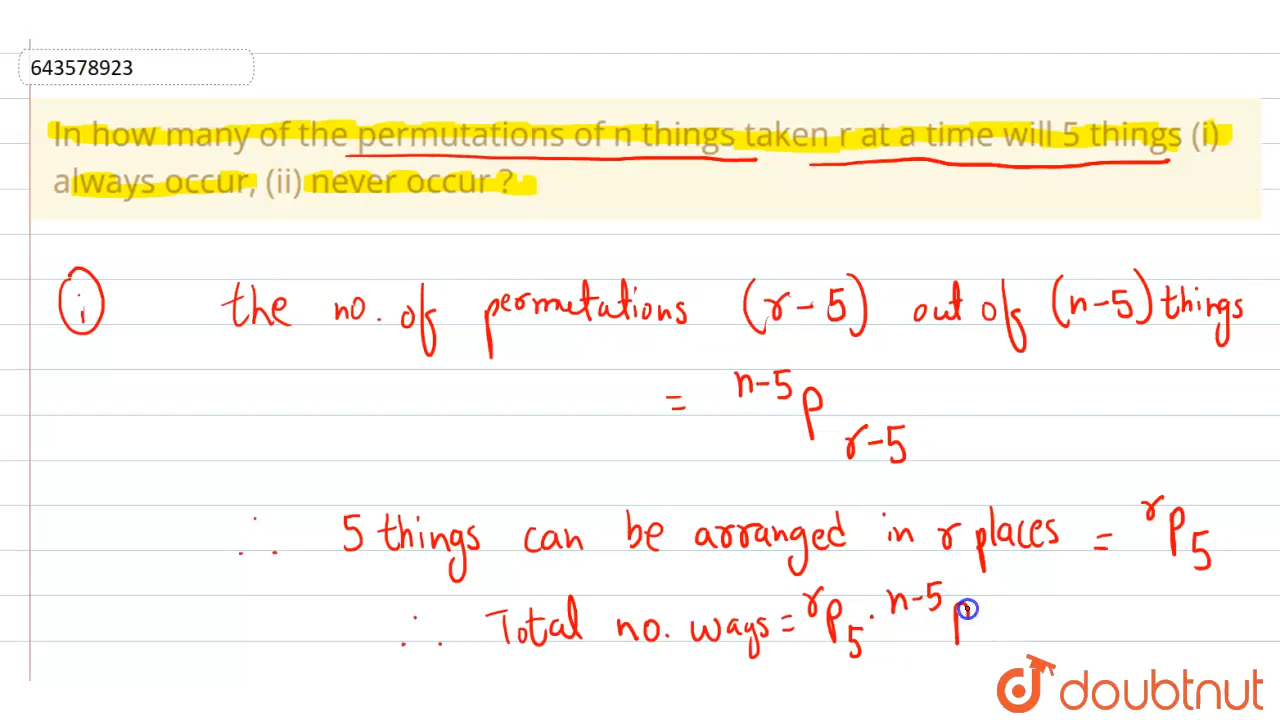 643578923
In how many of the permutations of n things taken r at a time will 5 things (i)
always occur, (ii) never occur ?
(i) the no. of permutations (r-5) out of (n-5) things
= ⁿ⁻⁵P_{r-5}
∴ 5 things can be arranged in r places = ʳP₅
∴ Total no. ways = ʳP₅ · ⁿ⁻⁵P
doubtnut